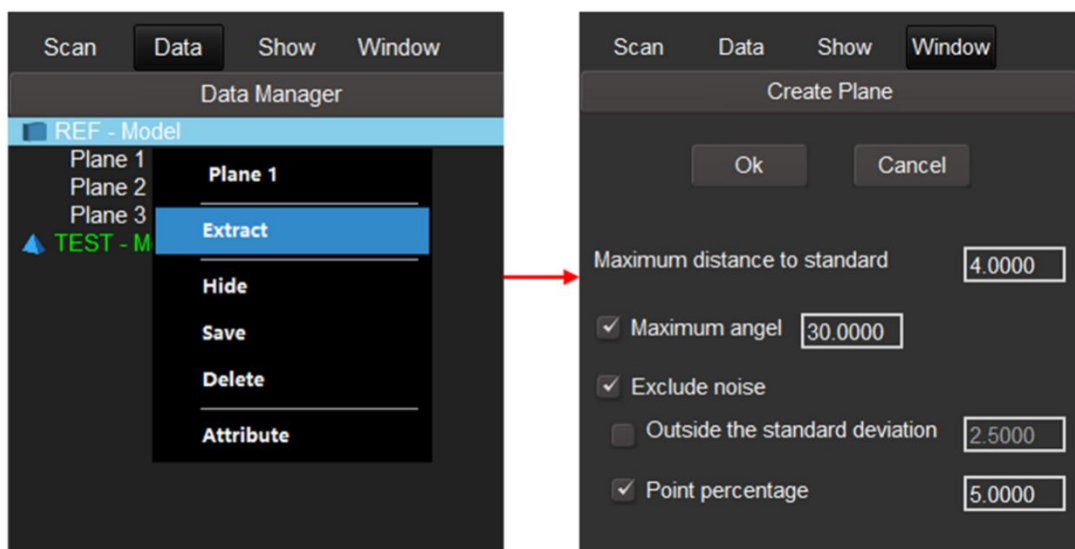 Scan Data Show Window
Data Manager
REF - Model
Plane 1
Plane 2
Plane 3
TEST - M
Plane 1
Extract
Hide
Save
Delete
Attribute
Scan Data Show Window
Create Plane
Ok Cancel
Maximum distance to standard 4.0000
Maximum angel 30.0000
Exclude noise
Outside the standard deviation 2.5000
Point percentage 5.0000